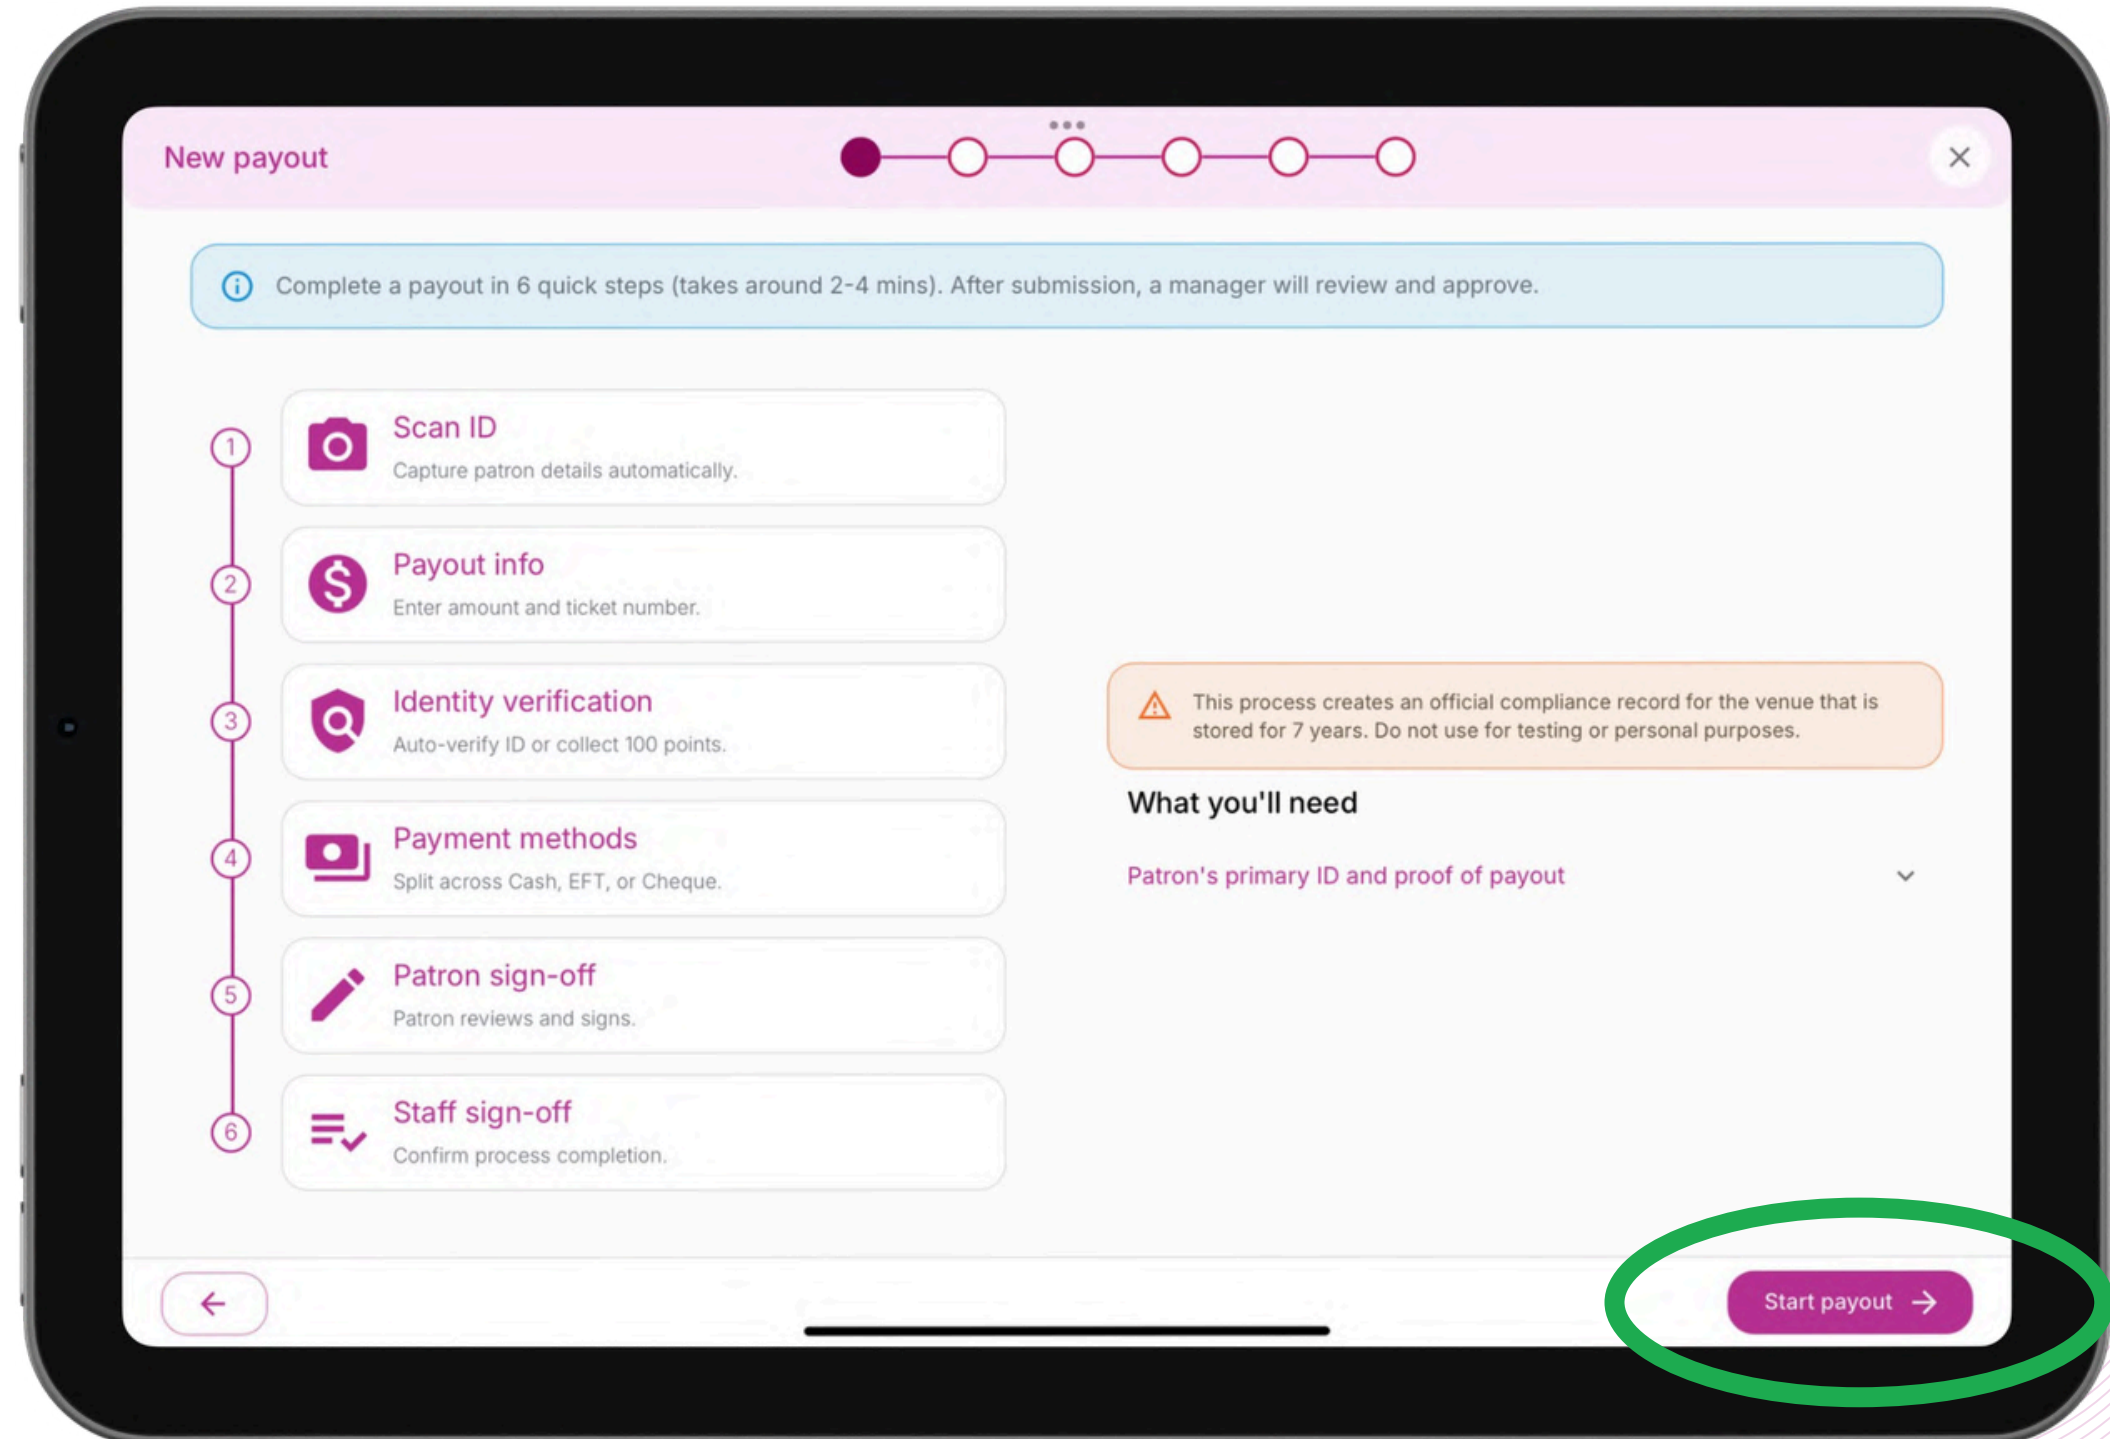 New payout
Complete a payout in 6 quick steps (takes around 2-4 mins). After submission, a manager will review and approve.
1
Scan ID
Capture patron details automatically.
2
Payout info
Enter amount and ticket number.
3
Identity verification
Auto-verify ID or collect 100 points.
4
Payment methods
Split across Cash, EFT, or Cheque.
5
Patron sign-off
Patron reviews and signs.
6
Staff sign-off
Confirm process completion.
This process creates an official compliance record for the venue that is
stored for 7 years. Do not use for testing or personal purposes.
What you'll need
Patron's primary ID and proof of payout
Start payout